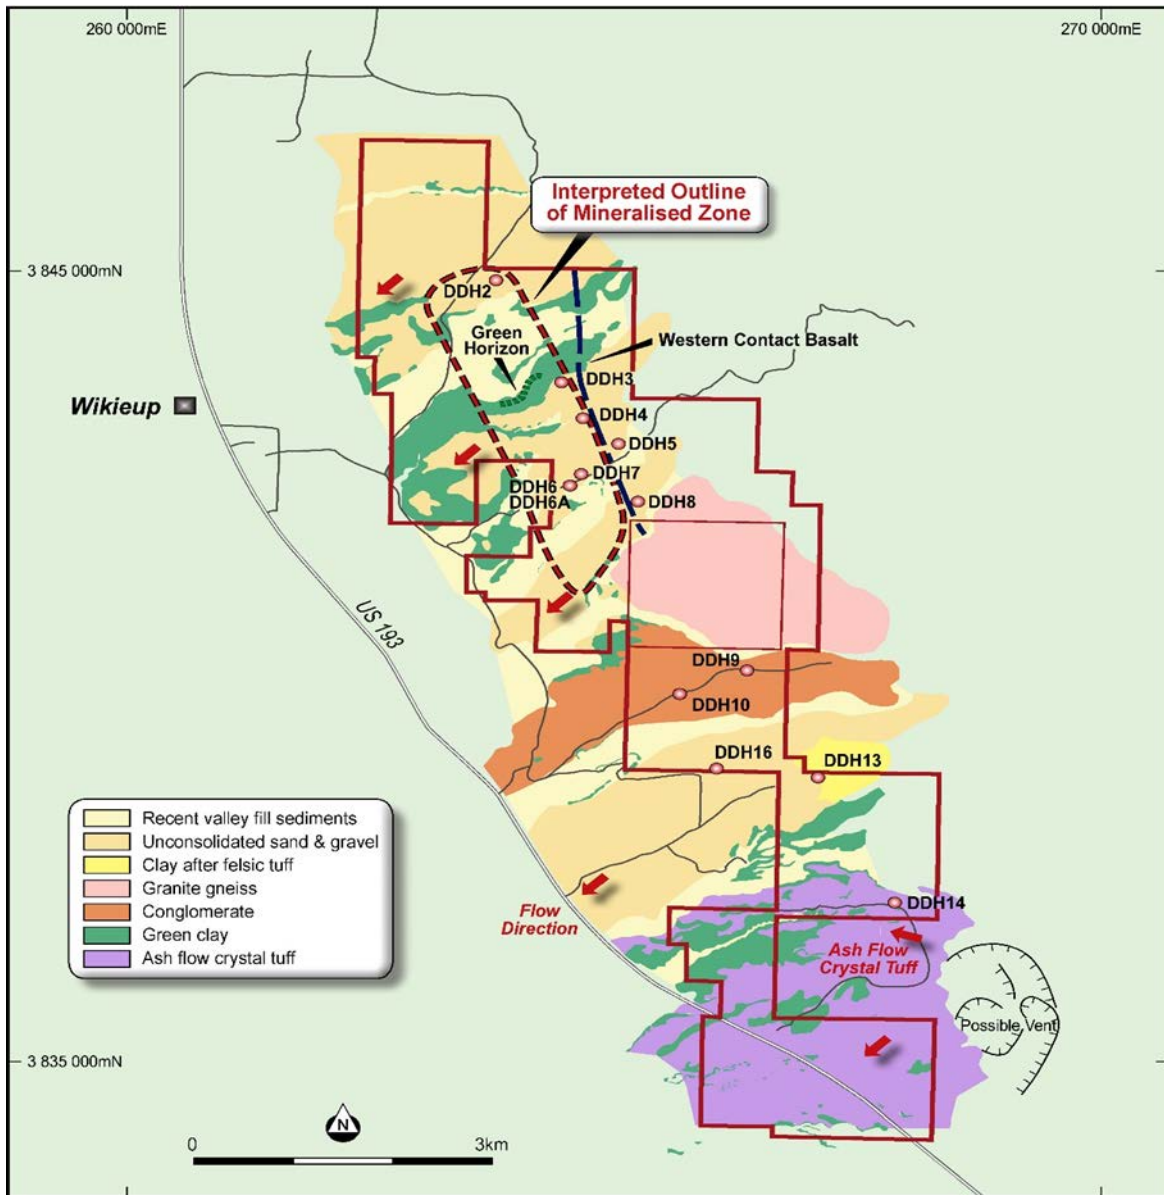 260 000mE
270 000mE
Interpreted Outline
of Mineralised Zone
3 845 000mN
DDH2
Green
Horizon
Western Contact Basalt
DDH3
Wikieup
DDH4
DDH5
DDH7
DDH6
DDH6A
DDH8
US 193
DDH9
DDH10
DDH16
DDH13
Recent valley fill sediments
Unconsolidated sand & gravel
Clay after felsic tuff
Granite gneiss
Conglomerate
Green clay
Ash flow crystal tuff
Flow
Direction
DDH14
Ash Flow
Crystal Tuff
Possible Vent
3 835 000mN
N
0
3km